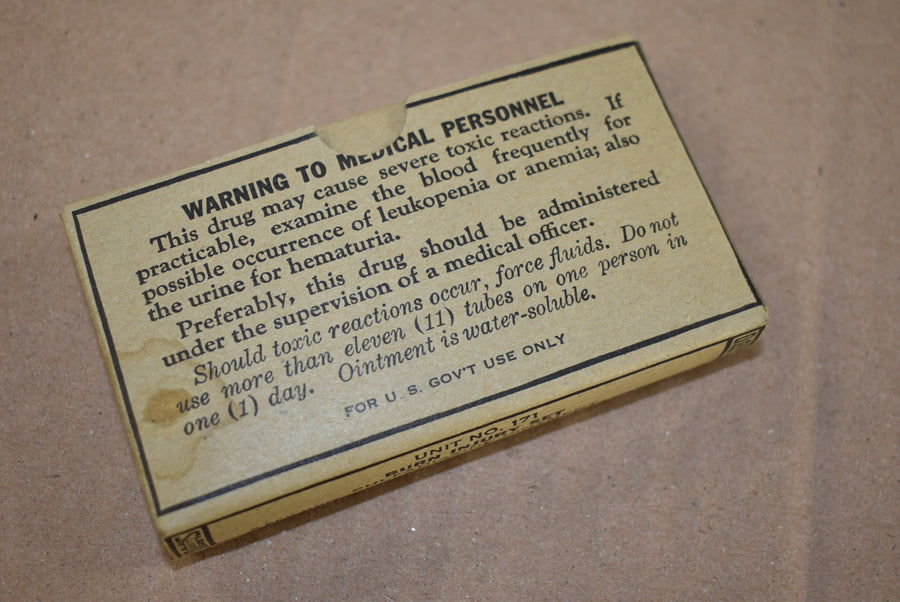 WARNING TO MEDICAL PERSONNEL
This drug may cause severe toxic reactions. If
practicable, examine the blood frequently for
possible occurrence of leukopenia or anemia; also
the urine for hematuria.
Preferably, this drug should be administered
under the supervision of a medical officer.
Should toxic reactions occur, force fluids. Do not
use more than eleven (11) tubes on one person in
one (1) day. Ointment is water-soluble.
FOR U. S. GOV'T USE ONLY
UNIT NO. 171
BURN-INJURY SET